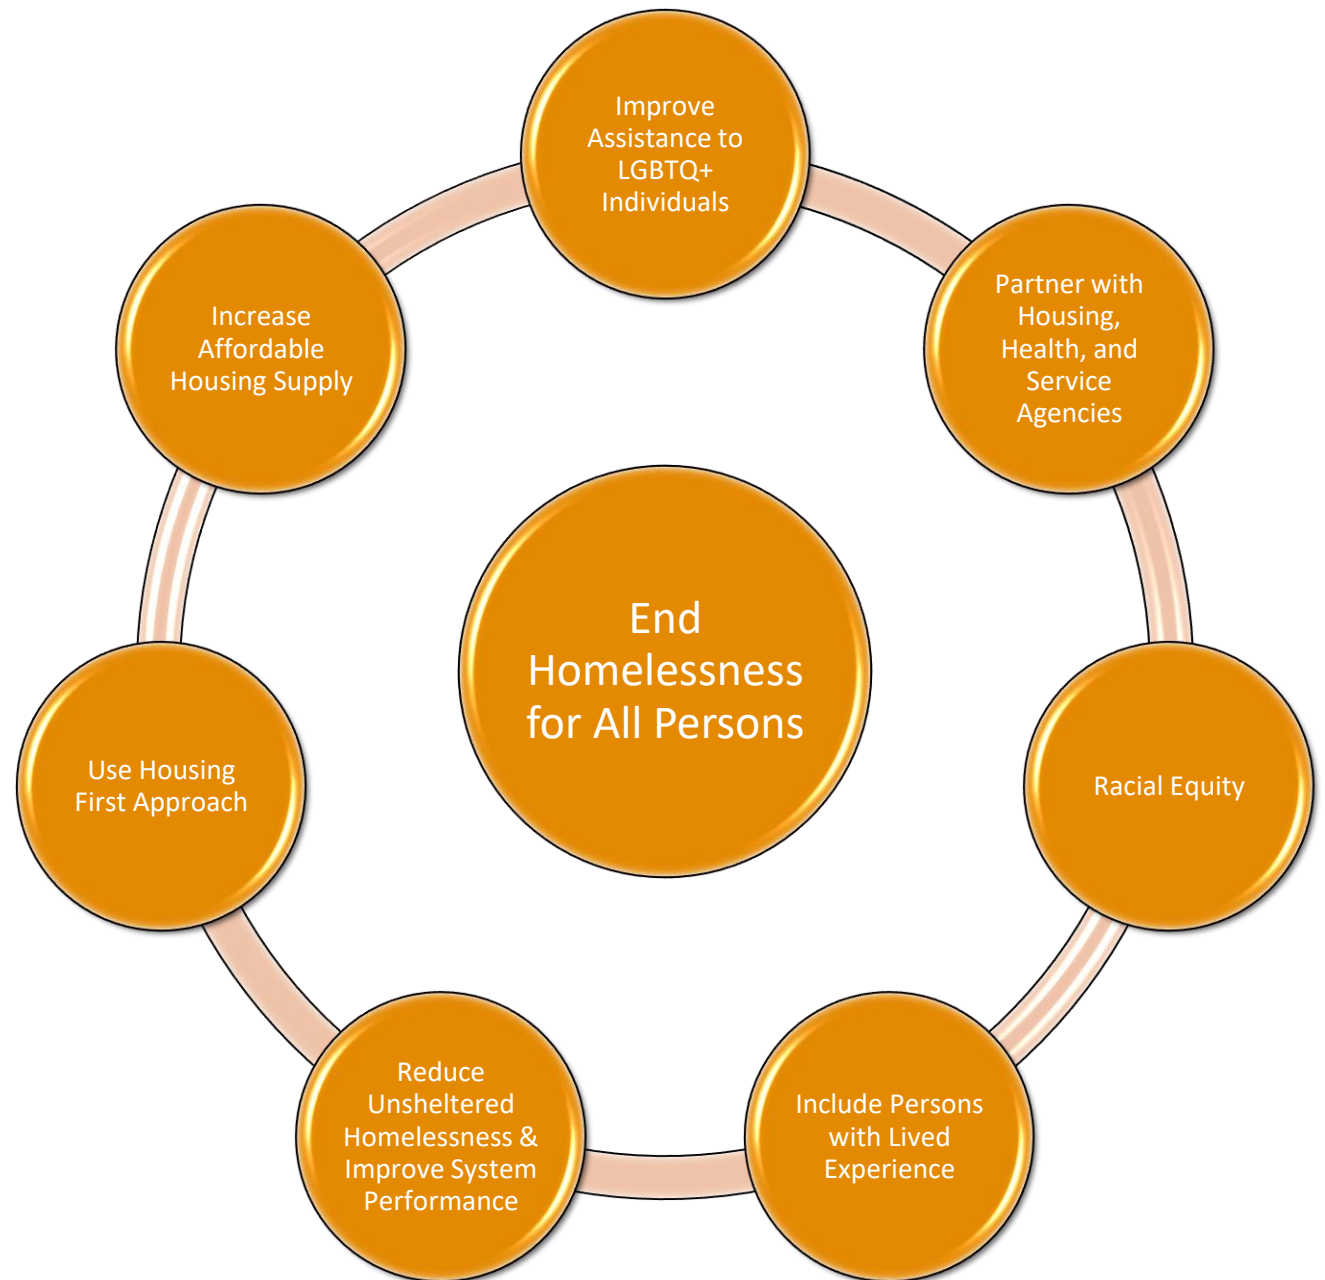 Improve
Assistance to
LGBTQ+
Individuals
Partner with
Housing,
Health, and
Service
Agencies
Racial Equity
Include Persons
with Lived
Experience
Reduce
Unsheltered
Homelessness &
Improve System
Performance
Use Housing
First Approach
Increase
Affordable
Housing Supply
End
Homelessness
for All Persons